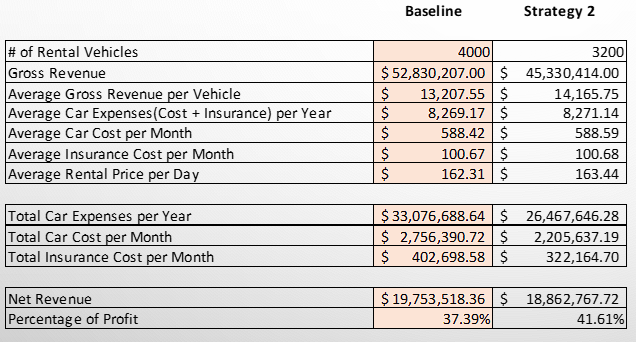 Baseline Strategy 2
# of Rental Vehicles 4000 3200
Gross Revenue $ 52,830,207.00 $ 45,330,414.00
Average Gross Revenue per Vehicle $ 13,207.55 $ 14,165.75
Average Car Expenses(Cost + Insurance) per Year $ 8,269.17 $ 8,271.14
Average Car Cost per Month $ 588.42 $ 588.59
Average Insurance Cost per Month $ 100.67 $ 100.68
Average Rental Price per Day $ 162.31 $ 163.44
Total Car Expenses per Year $ 33,076,688.64 $ 26,467,646.28
Total Car Cost per Month $ 2,756,390.72 $ 2,205,637.19
Total Insurance Cost per Month $ 402,698.58 $ 322,164.70
Net Revenue $ 19,753,518.36 $ 18,862,767.72
Percentage of Profit 37.39% 41.61%